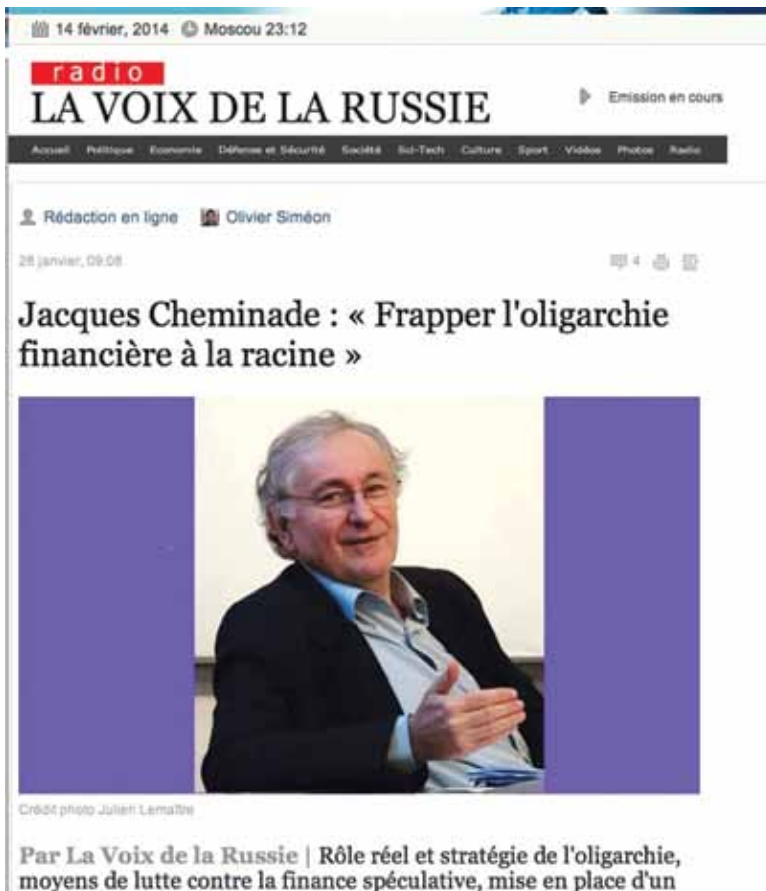 14 février, 2014 Moscou 23:12
radio
LA VOIX DE LA RUSSIE
Emission en cours
Accueil Politique Economie Défense et Sécurité Société Sci-Tech Culture Sport Vidéos Photos Radio
Rédaction en ligne Olivier Siméon
28 janvier, 09:08
4
Jacques Cheminade : « Frapper l'oligarchie
financière à la racine »
Crédit photo Julien Lemaître
Par La Voix de la Russie | Rôle réel et stratégie de l'oligarchie,
moyens de lutte contre la finance spéculative, mise en place d'un